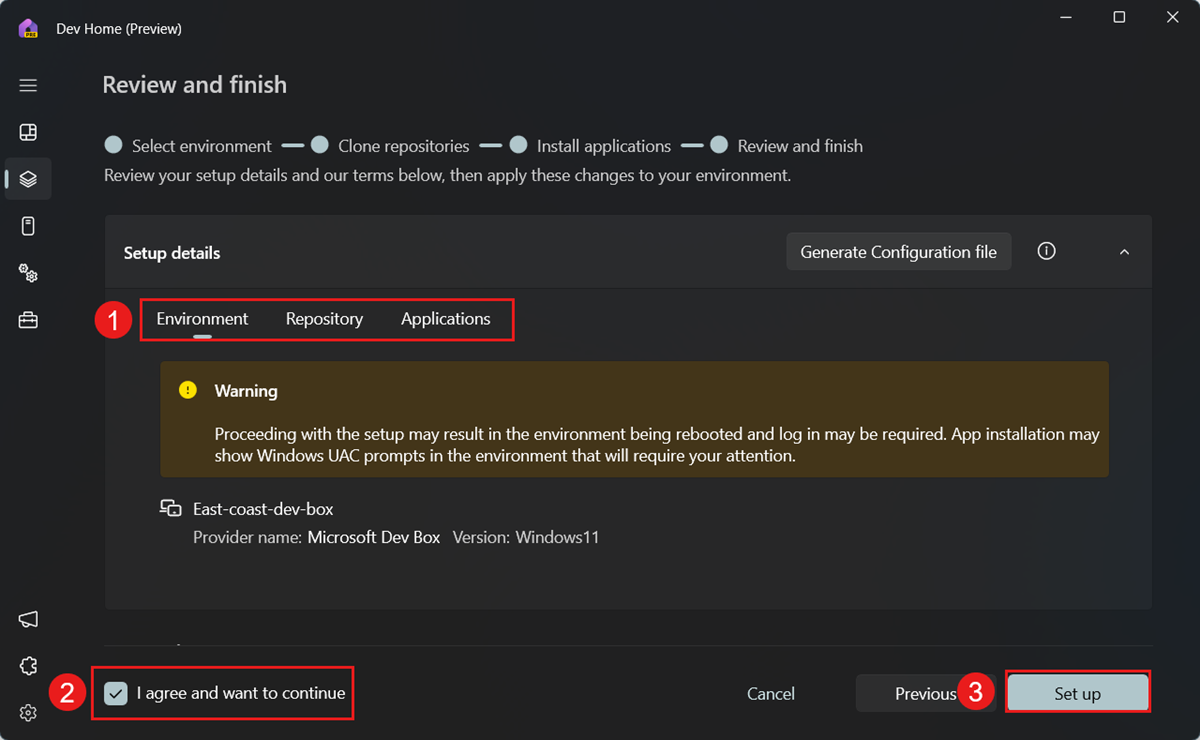 Dev Home (Preview)
Review and finish
Select environment Clone repositories Install applications Review and finish
Review your setup details and our terms below, then apply these changes to your environment.
Setup details Generate Configuration file
1 Environment Repository Applications
Warning
Proceeding with the setup may result in the environment being rebooted and log in may be required. App installation may
show Windows UAC prompts in the environment that will require your attention.
East-coast-dev-box
Provider name: Microsoft Dev Box Version: Windows11
2 I agree and want to continue Cancel Previous 3 Set up